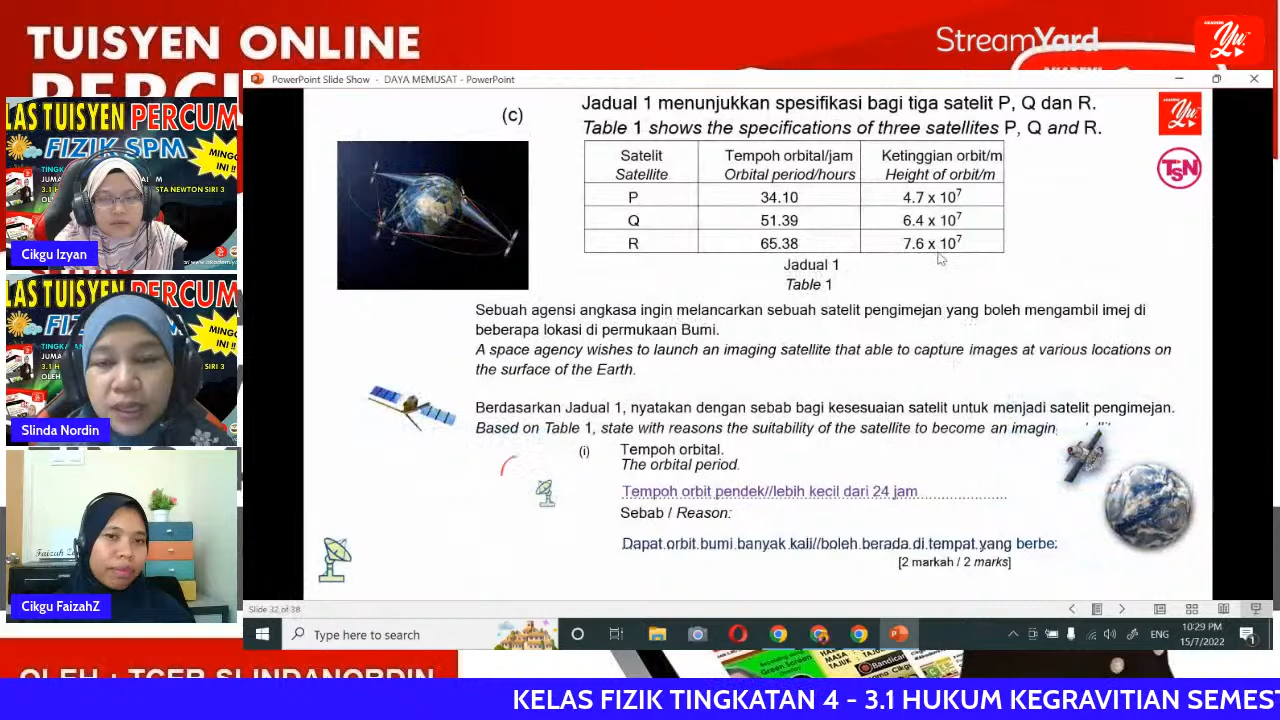 TUISYEN ONLINE
StreamYard
PowerPoint Slide Show - DAYA MEMUSAT - PowerPoint
LAS TUISYEN PERCUM
FIZIK SPM
MINGG
INI !!
Cikgu Izyan
LAS TUISYEN PERCUM
Slinda Nordin
Cikgu FaizahZ
(c)
Jadual 1 menunjukkan spesifikasi bagi tiga satelit P, Q dan R.
Table 1 shows the specifications of three satellites P, Q and R.
Satelit Tempoh orbital/jam Ketinggian orbit/m
Satellite Orbital period/hours Height of orbit/m
P 34.10 4.7 x 10⁷
Q 51.39 6.4 x 10⁷
R 65.38 7.6 x 10⁷
Jadual 1
Table 1
TSN
Sebuah agensi angkasa ingin melancarkan sebuah satelit pengimejan yang boleh mengambil imej di
beberapa lokasi di permukaan Bumi.
A space agency wishes to launch an imaging satellite that able to capture images at various locations on
the surface of the Earth.
Berdasarkan Jadual 1, nyatakan dengan sebab bagi kesesuaian satelit untuk menjadi satelit pengimejan.
Based on Table 1, state with reasons the suitability of the satellite to become an imagin
(i) Tempoh orbital.
The orbital period.
Tempoh orbit pendek//lebih kecil dari 24 jam
Sebab / Reason:
Dapat orbit bumi banyak kali//boleh berada di tempat yang berbe
[2 markah / 2 marks]
Slide 32 of 38
Type here to search
ENG
10:29 PM
15/7/2022
KELAS FIZIK TINGKATAN 4 - 3.1 HUKUM KEGRAVITIAN SEMEST